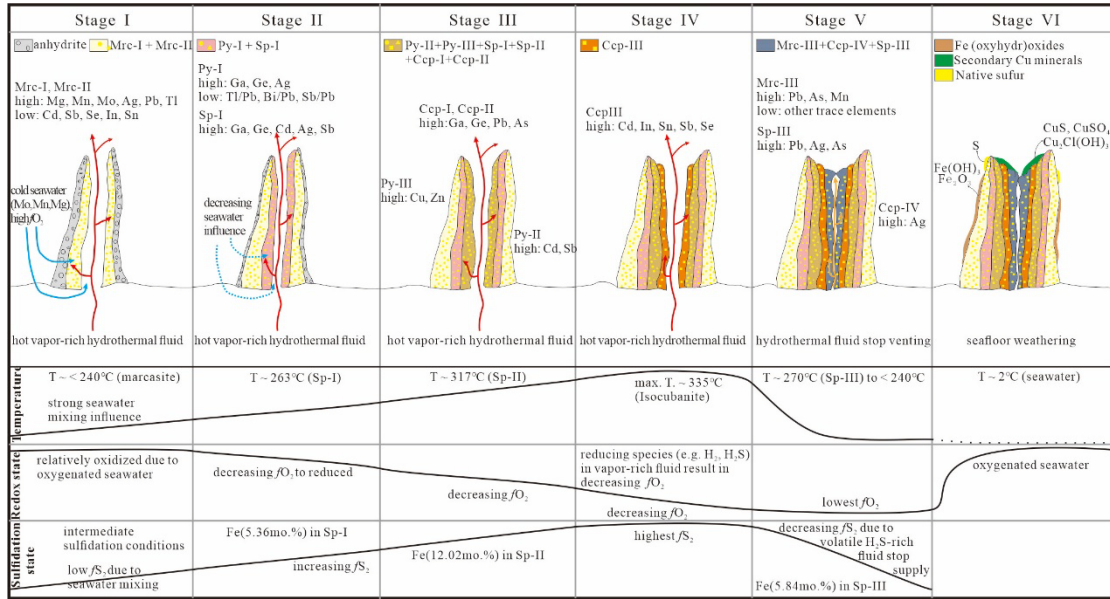 Stage I
Stage II
Stage III
Stage IV
Stage V
Stage VI
anhydrite
Mrc-I + Mrc-II
Mrc-I, Mrc-II
high: Mg, Mn, Mo, Ag, Pb, Tl
low: Cd, Sb, Se, In, Sn
cold seawater
(Mo,Mn,Mg),
high fO₂
hot vapor-rich hydrothermal fluid
Py-I + Sp-I
Py-I
high: Ga, Ge, Ag
low: Tl/Pb, Bi/Pb, Sb/Pb
Sp-I
high: Ga, Ge, Cd, Ag, Sb
decreasing
seawater
influence
hot vapor-rich hydrothermal fluid
Py-II+Py-III+Sp-I+Sp-II
+Ccp-I+Ccp-II
Ccp-I, Ccp-II
high:Ga, Ge, Pb, As
Py-III
high: Cu, Zn
Py-II
high: Cd, Sb
hot vapor-rich hydrothermal fluid
Ccp-III
CcpIII
high: Cd, In, Sn, Sb, Se
hot vapor-rich hydrothermal fluid
Mrc-III+Ccp-IV+Sp-III
Mrc-III
high: Pb, As, Mn
low: other trace elements
Sp-III
high: Pb, Ag, As
Ccp-IV
high: Ag
hydrothermal fluid stop venting
Fe (oxyhydr)oxides
Secondary Cu minerals
Native sufur
CuS, CuSO₄
Cu₂Cl(OH)₃
S
Fe(OH)₃
Fe₂O₃
seafloor weathering
Temperature
T ~ < 240℃ (marcasite)
strong seawater
mixing influence
T ~ 263℃ (Sp-I)
T ~ 317℃ (Sp-II)
max. T. ~ 335℃
(Isocubanite)
T ~ 270℃ (Sp-III) to < 240℃
T ~ 2℃ (seawater)
Redox state
relatively oxidized due to
oxygenated seawater
decreasing fO₂ to reduced
decreasing fO₂
reducing species (e.g. H₂, H₂S)
in vapor-rich fluid result in
decreasing fO₂
decreasing fO₂
lowest fO₂
oxygenated seawater
Sulfidation
state
intermediate
sulfidation conditions
low fS₂ due to
seawater mixing
Fe(5.36mo.%) in Sp-I
increasing fS₂
Fe(12.02mo.%) in Sp-II
highest fS₂
decreasing fS₂ due to
volatile H₂S-rich
fluid stop
supply
Fe(5.84mo.%) in Sp-III